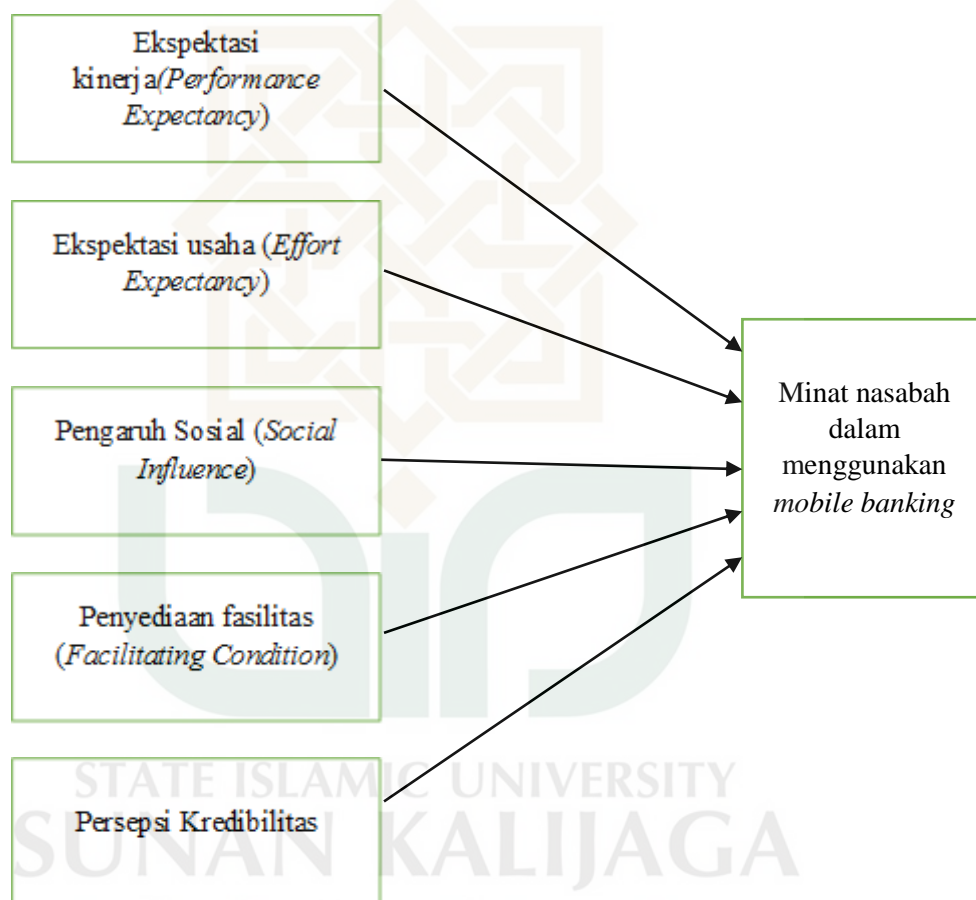 Ekspektasi
kinerja(Performance
Expectancy)
Ekspektasi usaha (Effort
Expectancy)
Pengaruh Sosial (Social
Influence)
Penyediaan fasilitas
(Facilitating Condition)
Persepsi Kredibilitas
Minat nasabah
dalam
menggunakan
mobile banking
STATE ISLAMIC UNIVERSITY
SUNAN KALIJAGA